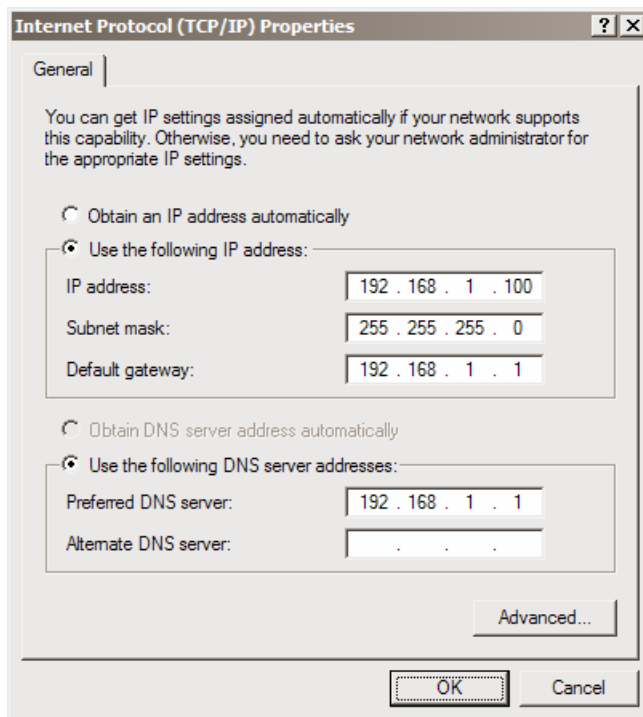 Internet Protocol (TCP/IP) Properties ? X
General
You can get IP settings assigned automatically if your network supports
this capability. Otherwise, you need to ask your network administrator for
the appropriate IP settings.
Obtain an IP address automatically
Use the following IP address:
IP address: 192 . 168 . 1 . 100
Subnet mask: 255 . 255 . 255 . 0
Default gateway: 192 . 168 . 1 . 1
Obtain DNS server address automatically
Use the following DNS server addresses:
Preferred DNS server: 192 . 168 . 1 . 1
Alternate DNS server: . . .
Advanced...
OK Cancel